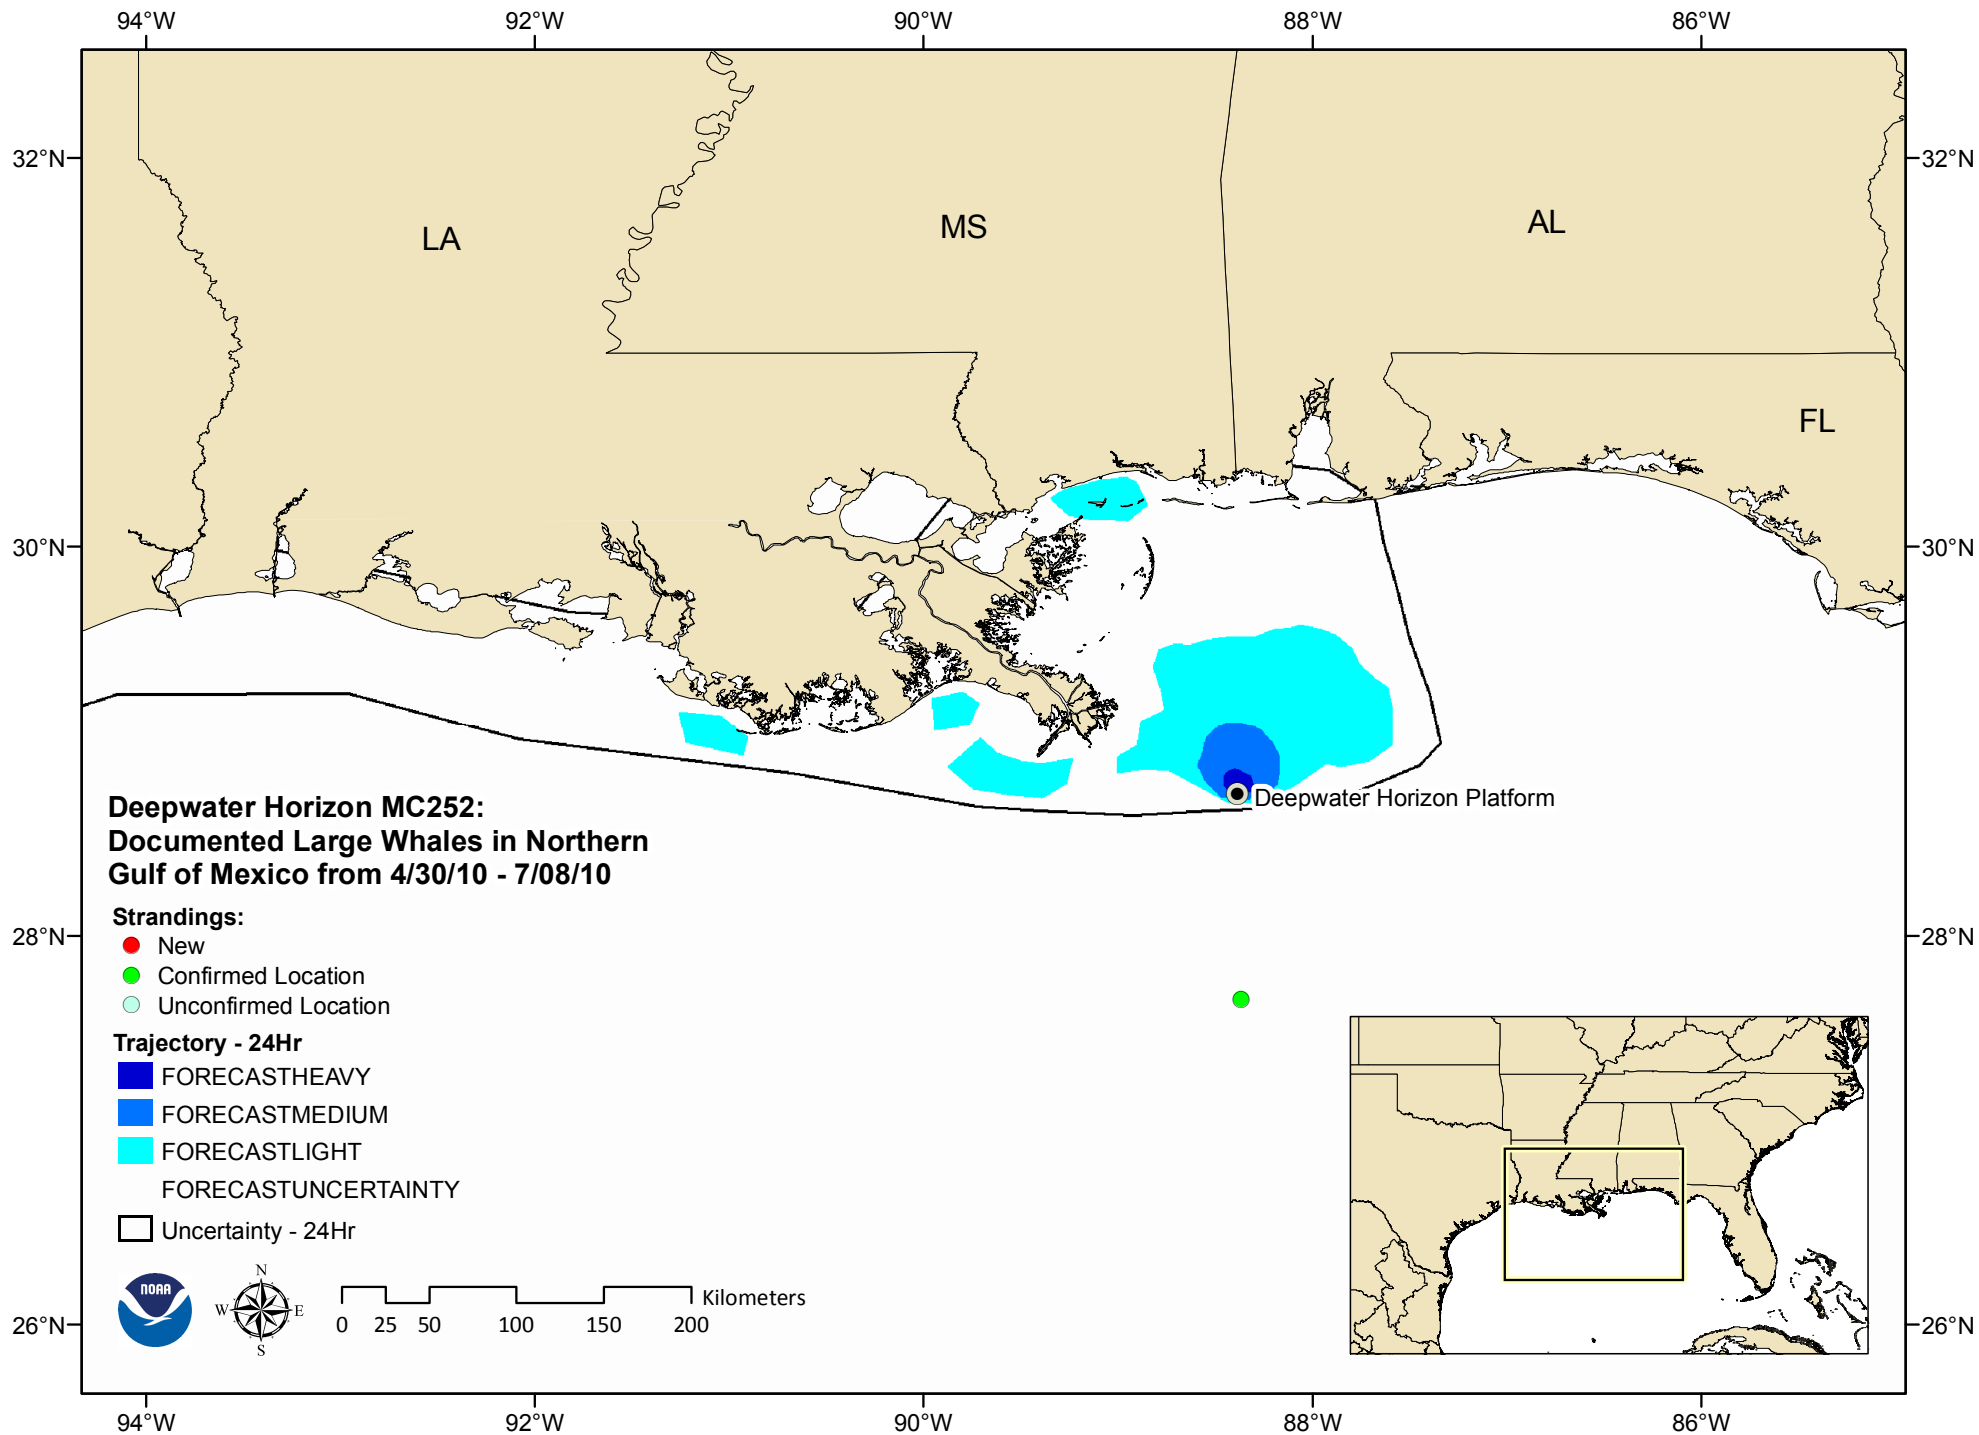 94°W 92°W 90°W 88°W 86°W
32°N 32°N
LA MS AL
FL
30°N 30°N
Deepwater Horizon Platform
Deepwater Horizon MC252:
Documented Large Whales in Northern
Gulf of Mexico from 4/30/10 - 7/08/10
28°N 28°N
Strandings:
New
Confirmed Location
Unconfirmed Location
Trajectory - 24Hr
FORECASTHEAVY
FORECASTMEDIUM
FORECASTLIGHT
FORECASTUNCERTAINTY
Uncertainty - 24Hr
NOAA
N
W E
S
Kilometers
0 25 50 100 150 200
26°N 26°N
94°W 92°W 90°W 88°W 86°W